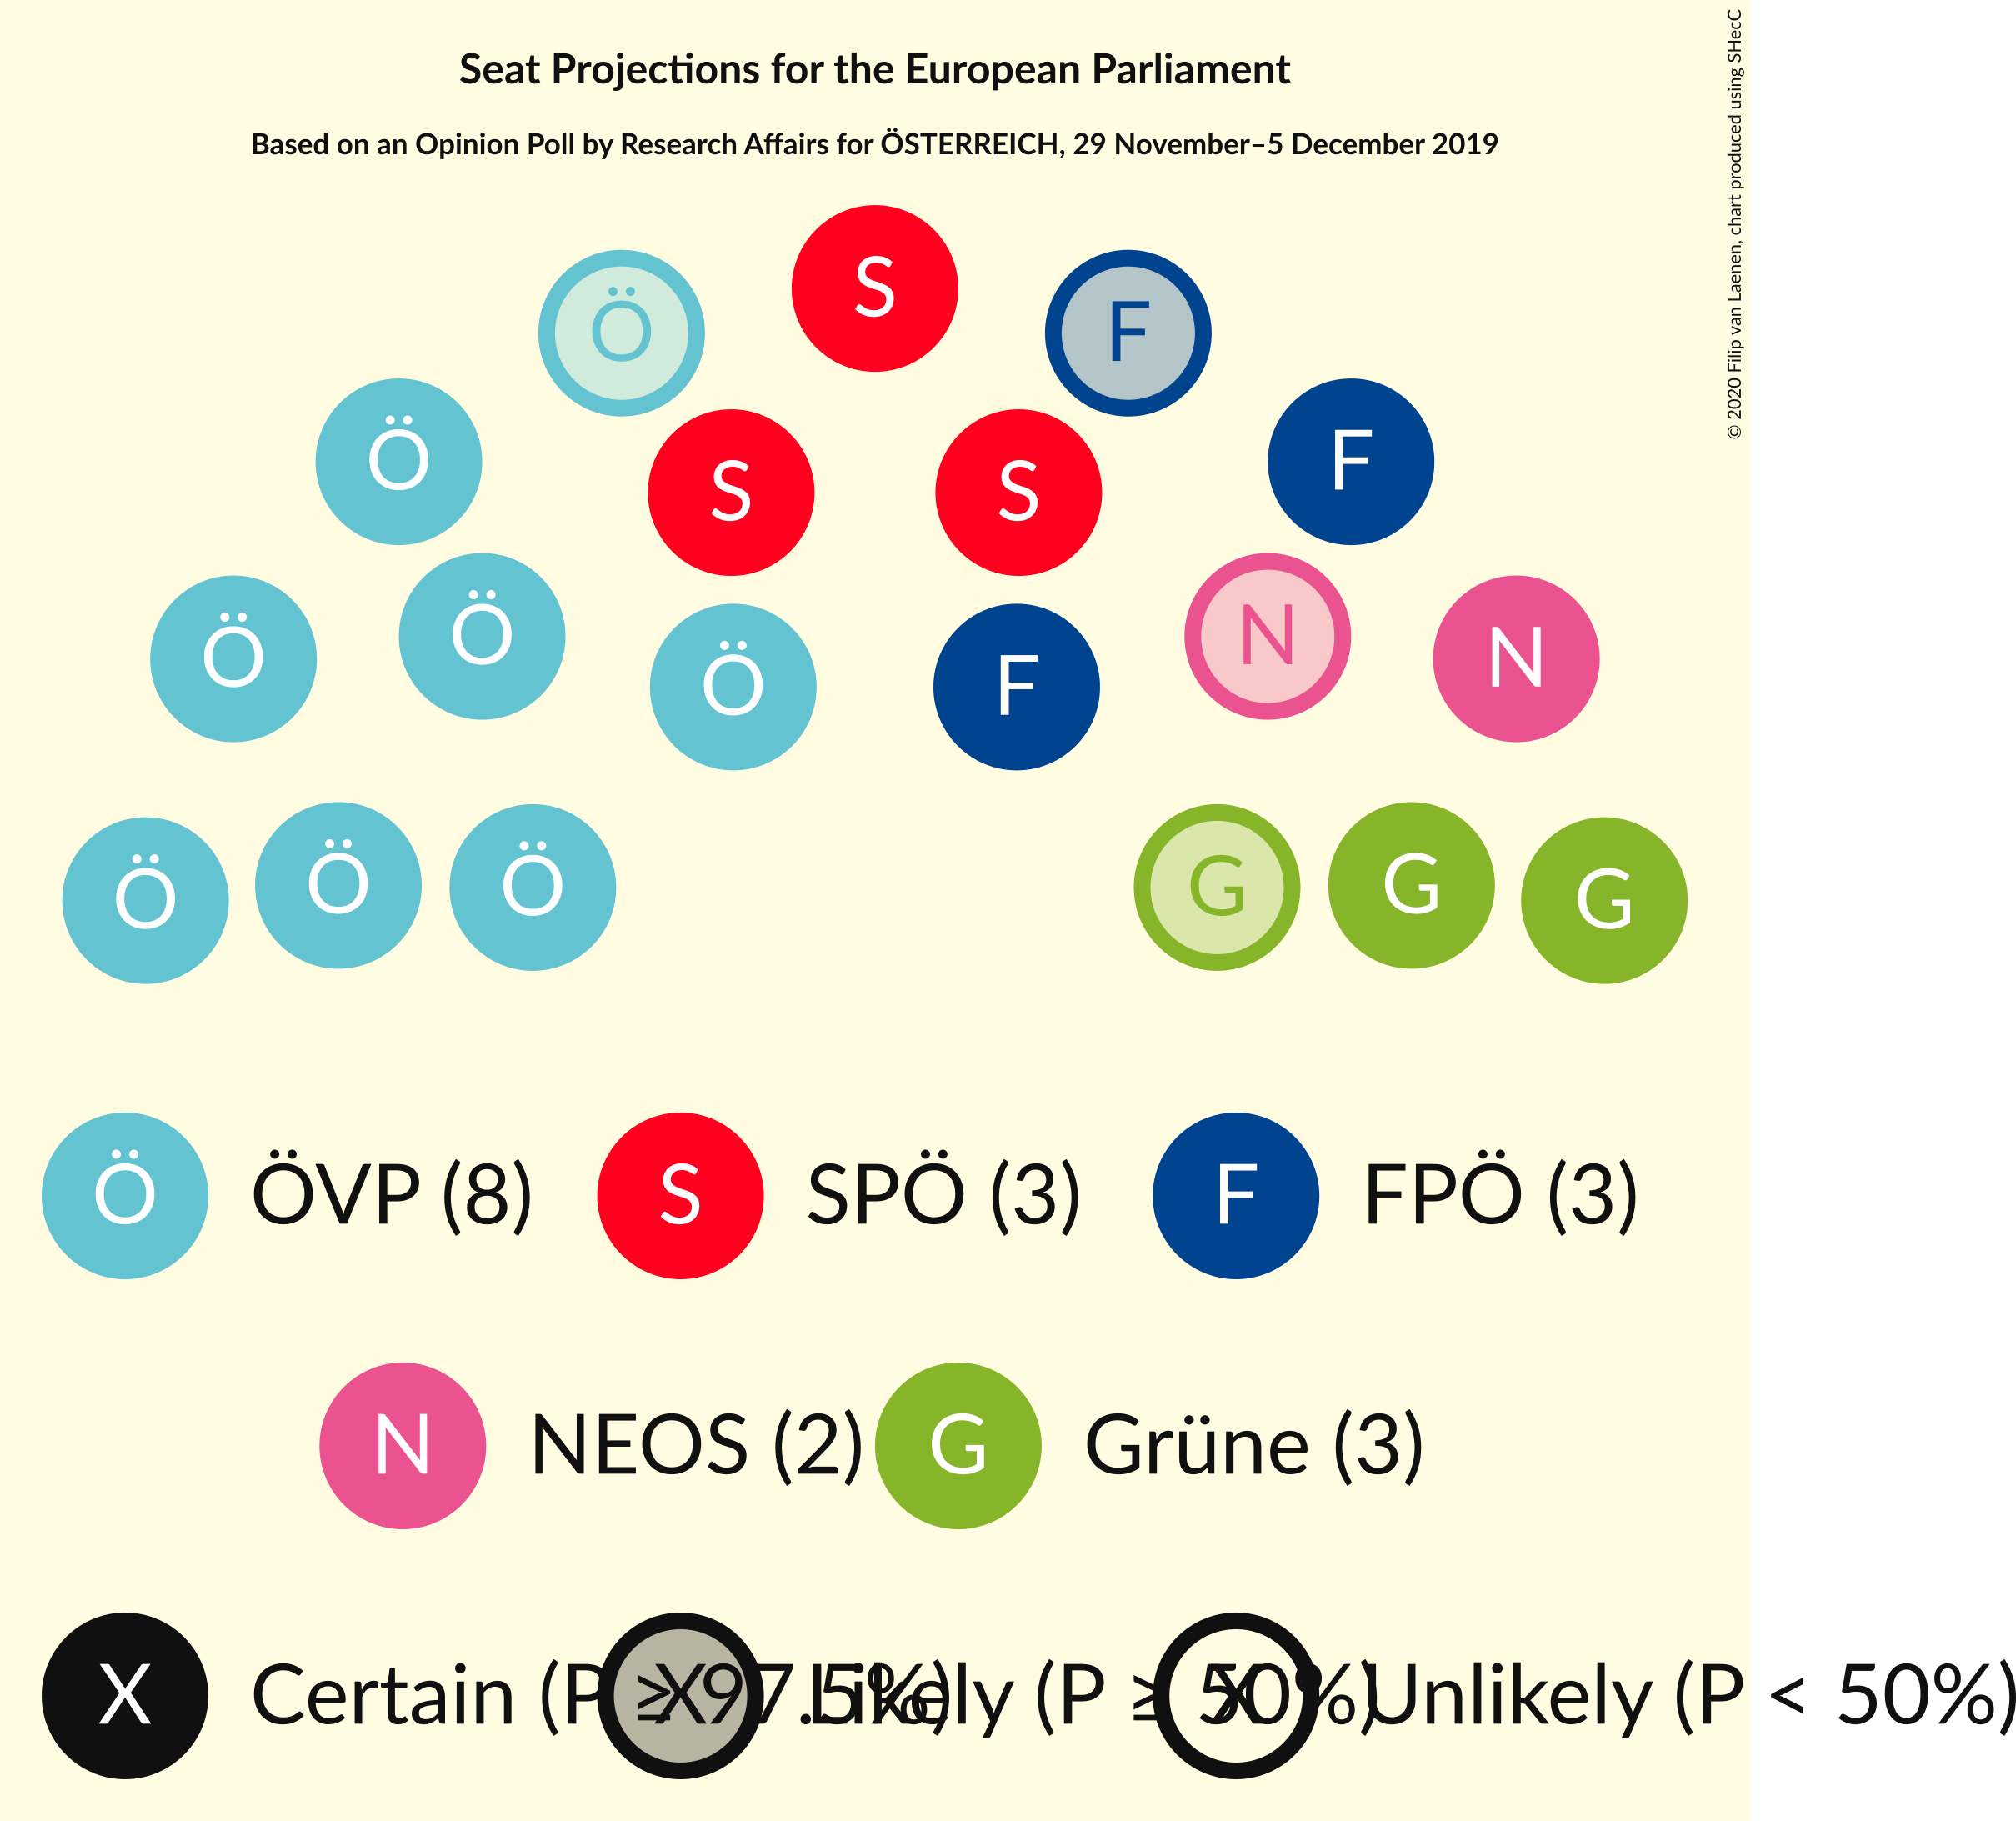 Seat Projections for the European Parliament
Based on an Opinion Poll by Research Affairs for ÖSTERREICH, 29 November–5 December 2019
© 2020 Filip van Laenen, chart produced using SHecC
S
Ö F
Ö F
S S
Ö N
Ö N
Ö F
Ö Ö G G
Ö G
Ö ÖVP (8) S SPÖ (3) F FPÖ (3)
N NEOS (2) G Grüne (3)
X Certain (P ≥ 97.5%) X Likely (P ≥ 50%) X Unlikely (P < 50%)